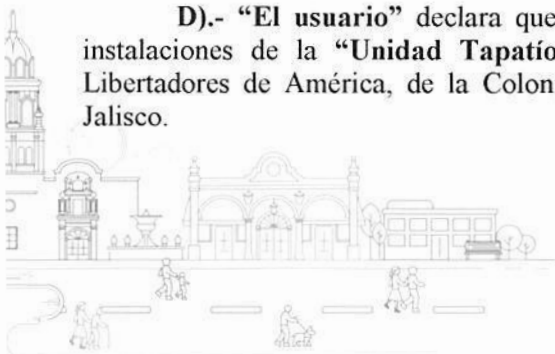 D).- “El usuario” declara que
instalaciones de la “Unidad Tapatío
Libertadores de América, de la Colon
Jalisco.